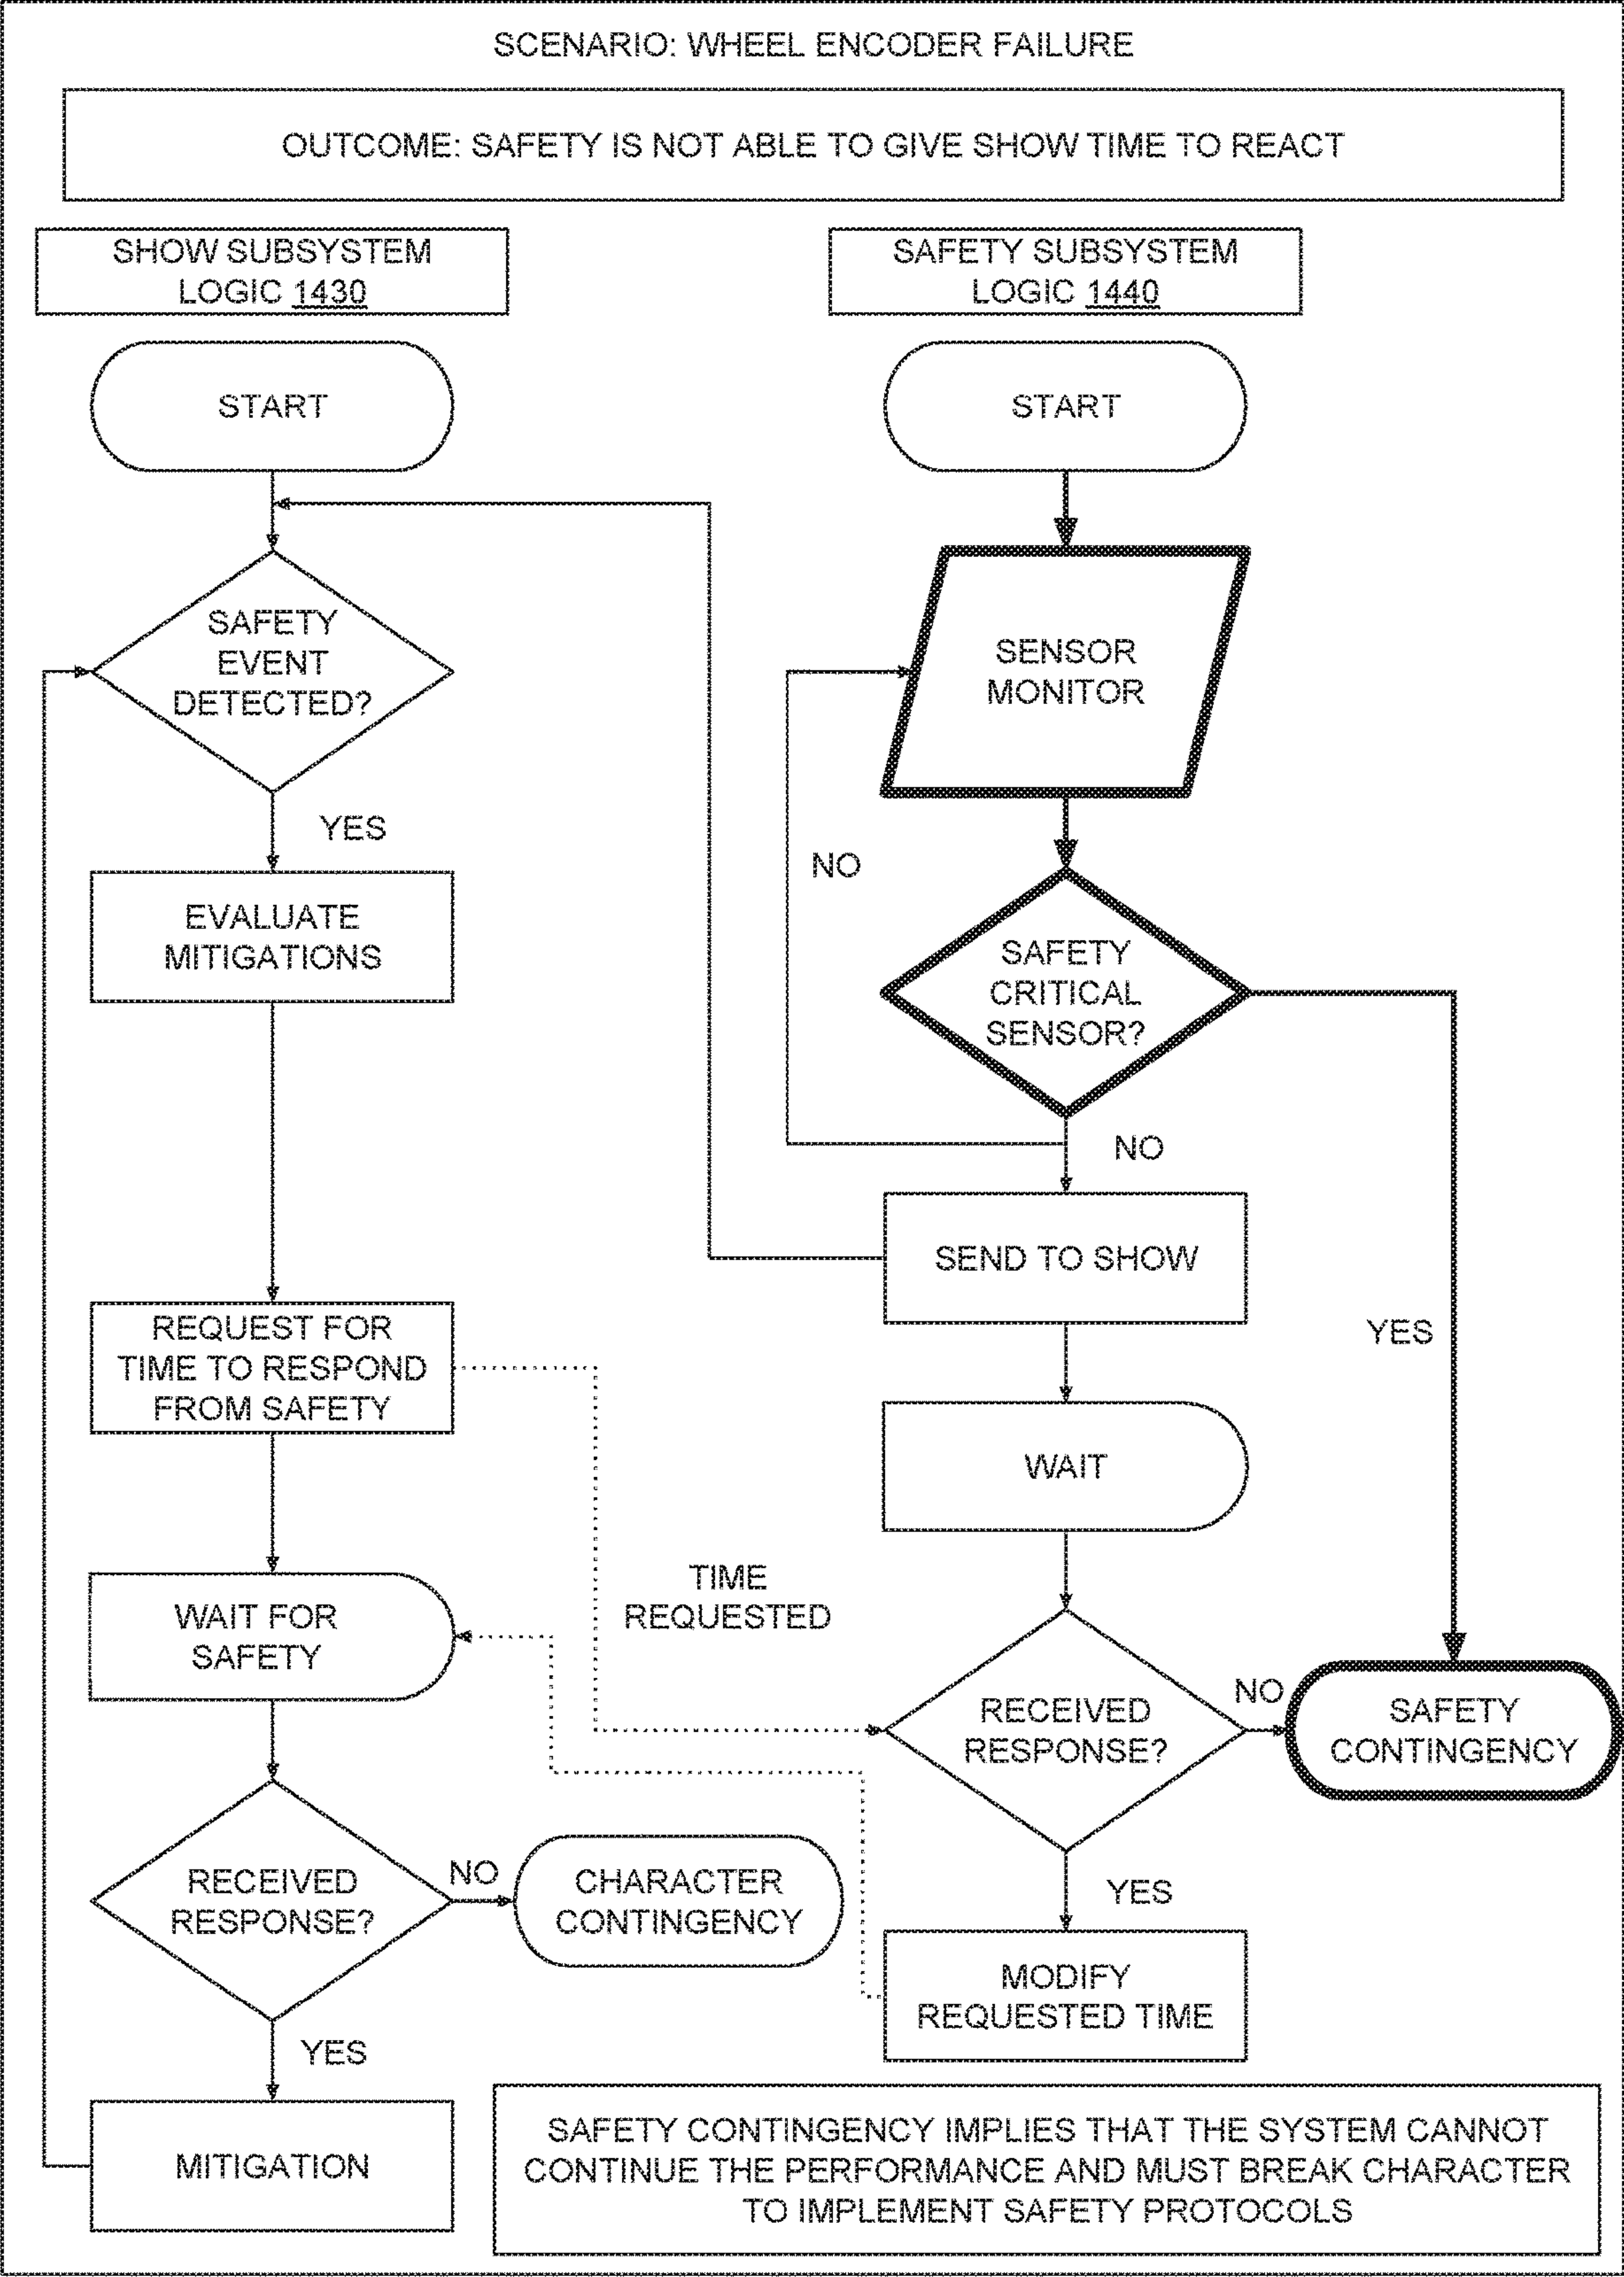 SCENARIO: WHEEL ENCODER FAILURE
OUTCOME: SAFETY IS NOT ABLE TO GIVE SHOW TIME TO REACT
SHOW SUBSYSTEM
LOGIC 1430
START
SAFETY
EVENT
DETECTED?
YES
EVALUATE
MITIGATIONS
REQUEST FOR
TIME TO RESPOND
FROM SAFETY
WAIT FOR
SAFETY
RECEIVED
RESPONSE?
NO
CHARACTER
CONTINGENCY
YES
MITIGATION
TIME
REQUESTED
SAFETY SUBSYSTEM
LOGIC 1440
START
SENSOR
MONITOR
NO
SAFETY
CRITICAL
SENSOR?
NO
YES
SEND TO SHOW
WAIT
RECEIVED
RESPONSE?
NO
SAFETY
CONTINGENCY
YES
MODIFY
REQUESTED TIME
SAFETY CONTINGENCY IMPLIES THAT THE SYSTEM CANNOT
CONTINUE THE PERFORMANCE AND MUST BREAK CHARACTER
TO IMPLEMENT SAFETY PROTOCOLS